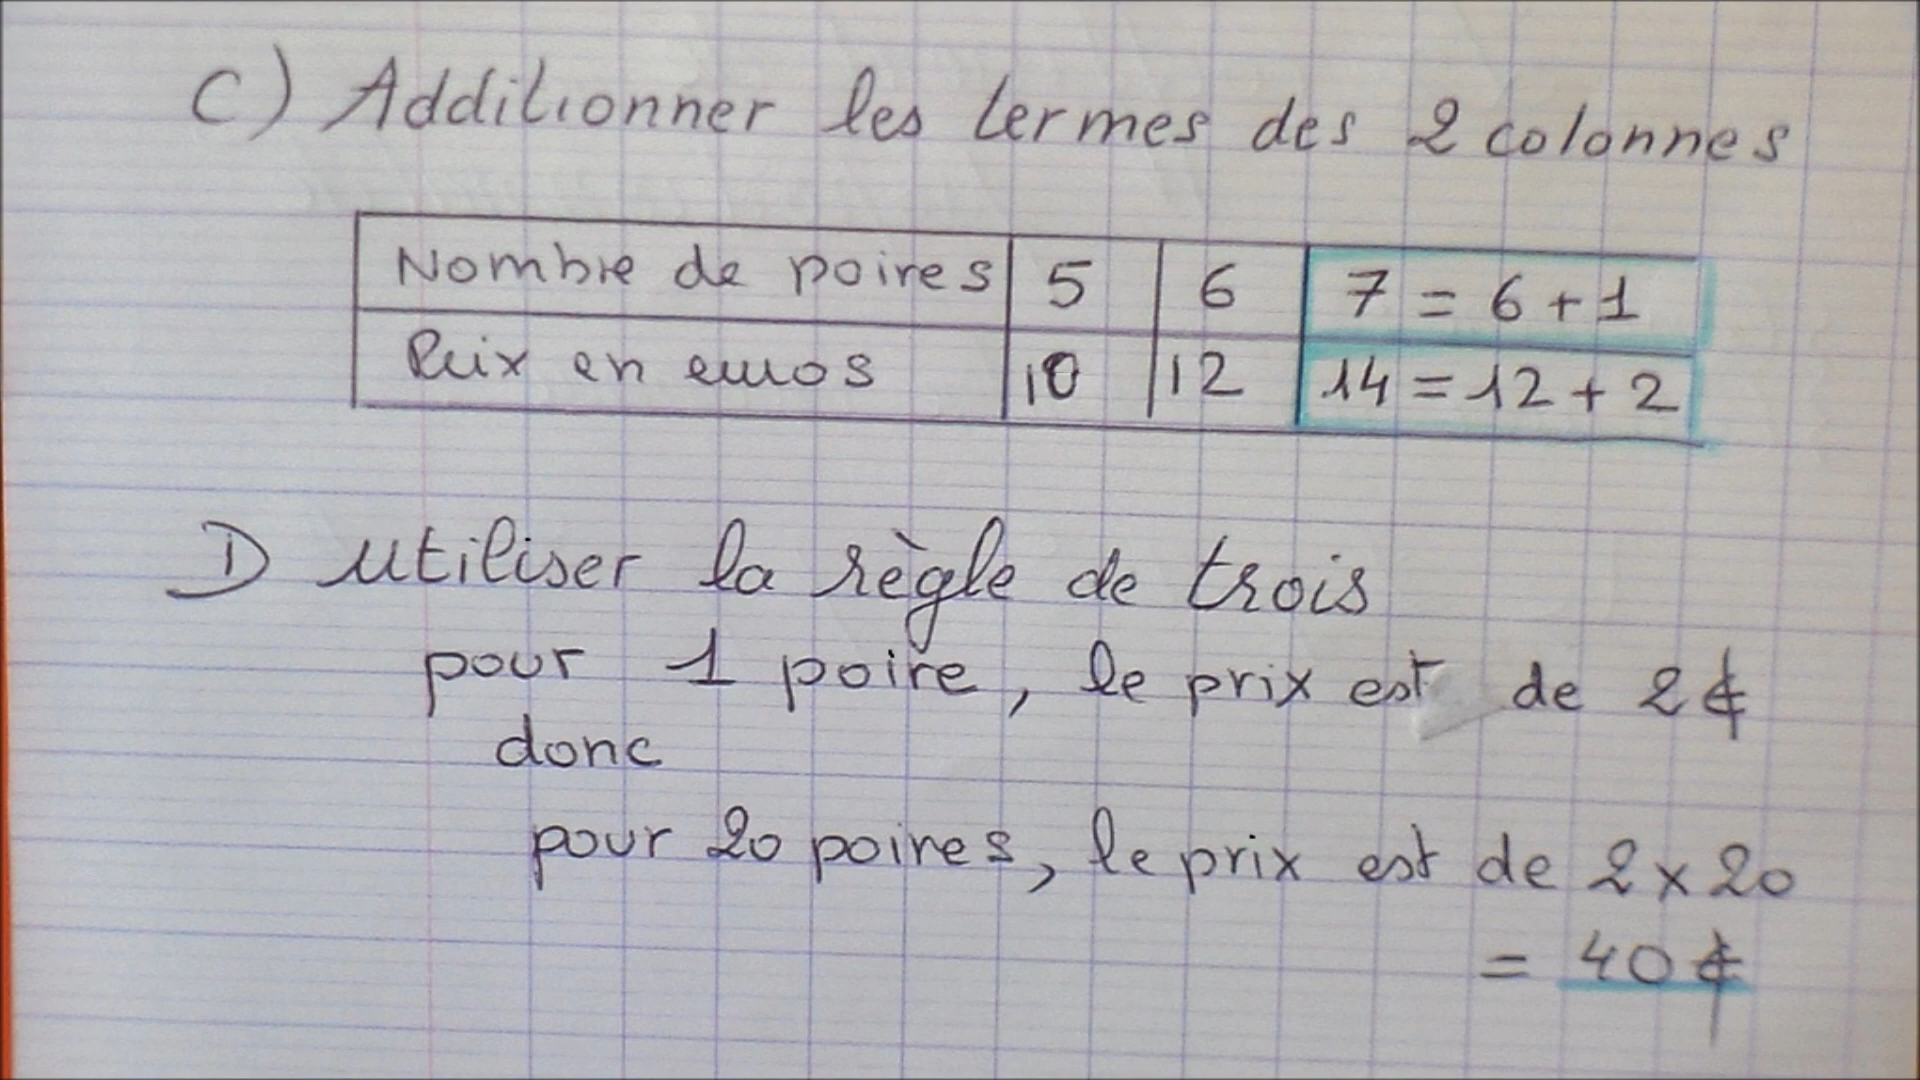 C) Additionner les termes des 2 colonnes
Nombre de poires 5 6 7 = 6 + 1
Prix en euros 10 12 14 = 12 + 2
D utiliser la règle de trois
pour 1 poire, le prix est de 2 €
donc
pour 20 poires, le prix est de 2 x 20
= 40 €